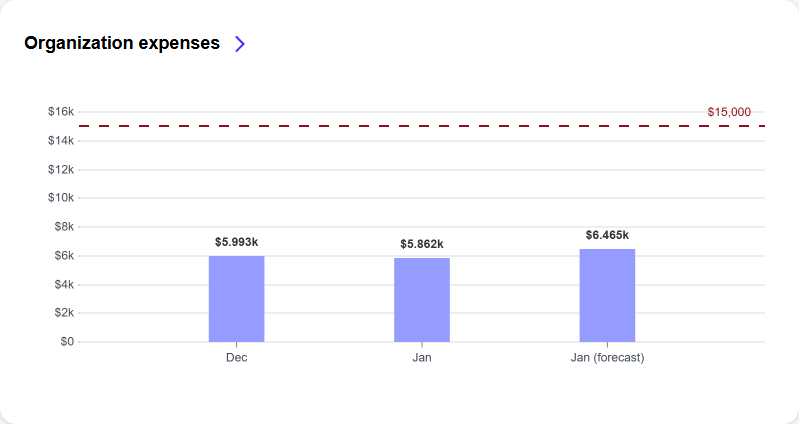 Organization expenses
$16k
$15,000
$14k
$12k
$10k
$8k
$6.465k
$5.993k
$5.862k
$6k
$4k
$2k
$0
Dec
Jan
Jan (forecast)